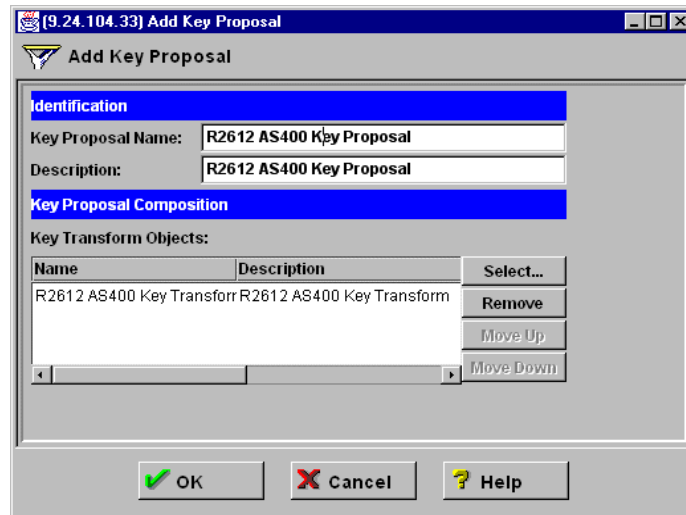 (9.24.104.33) Add Key Proposal
Add Key Proposal
Identification
Key Proposal Name: R2612 AS400 Key Proposal
Description: R2612 AS400 Key Proposal
Key Proposal Composition
Key Transform Objects:
Name Description
Select...
R2612 AS400 Key Transforr R2612 AS400 Key Transform
Remove
Move Up
Move Down
OK Cancel Help